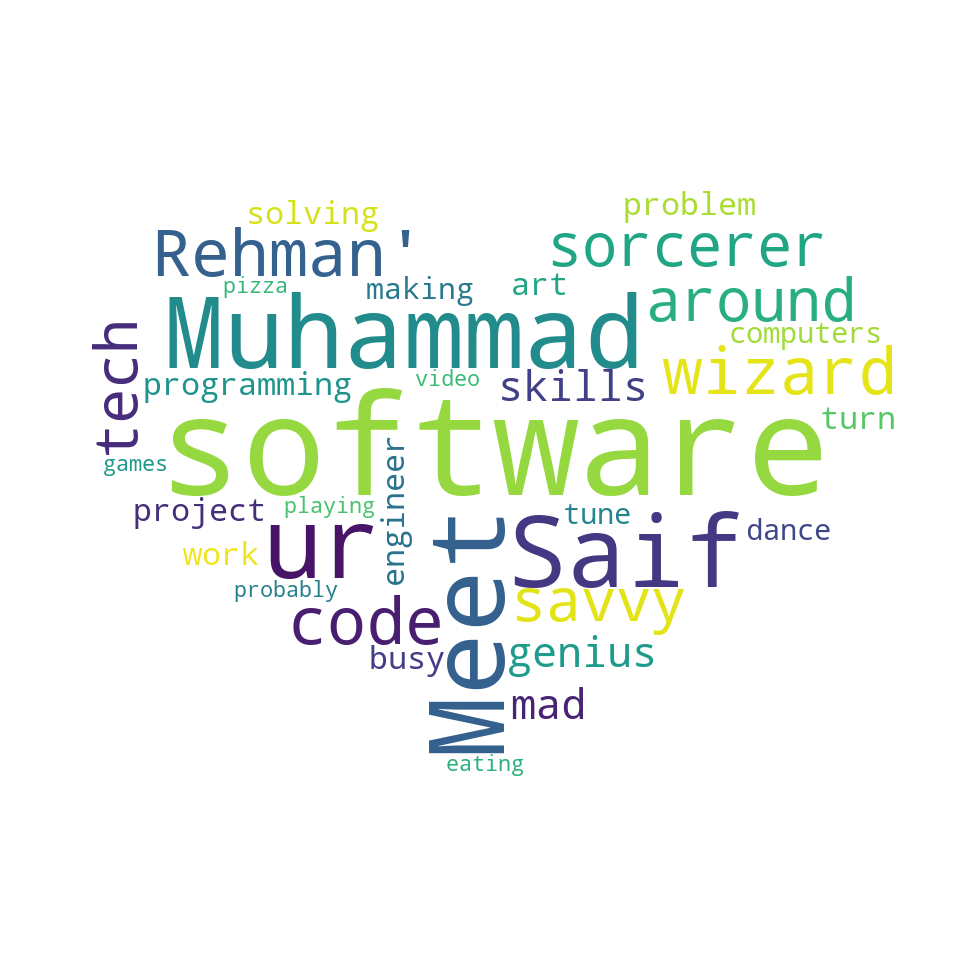 problem
solving
sorcerer
Rehman'
pizza
making
art
around
Muhammad
computers
tech
programming
video
skills
wizard
turn
software
games
project
playing
engineer
tune
dance
ur
Meet
Saif
work
probably
savvy
code
busy
genius
mad
eating